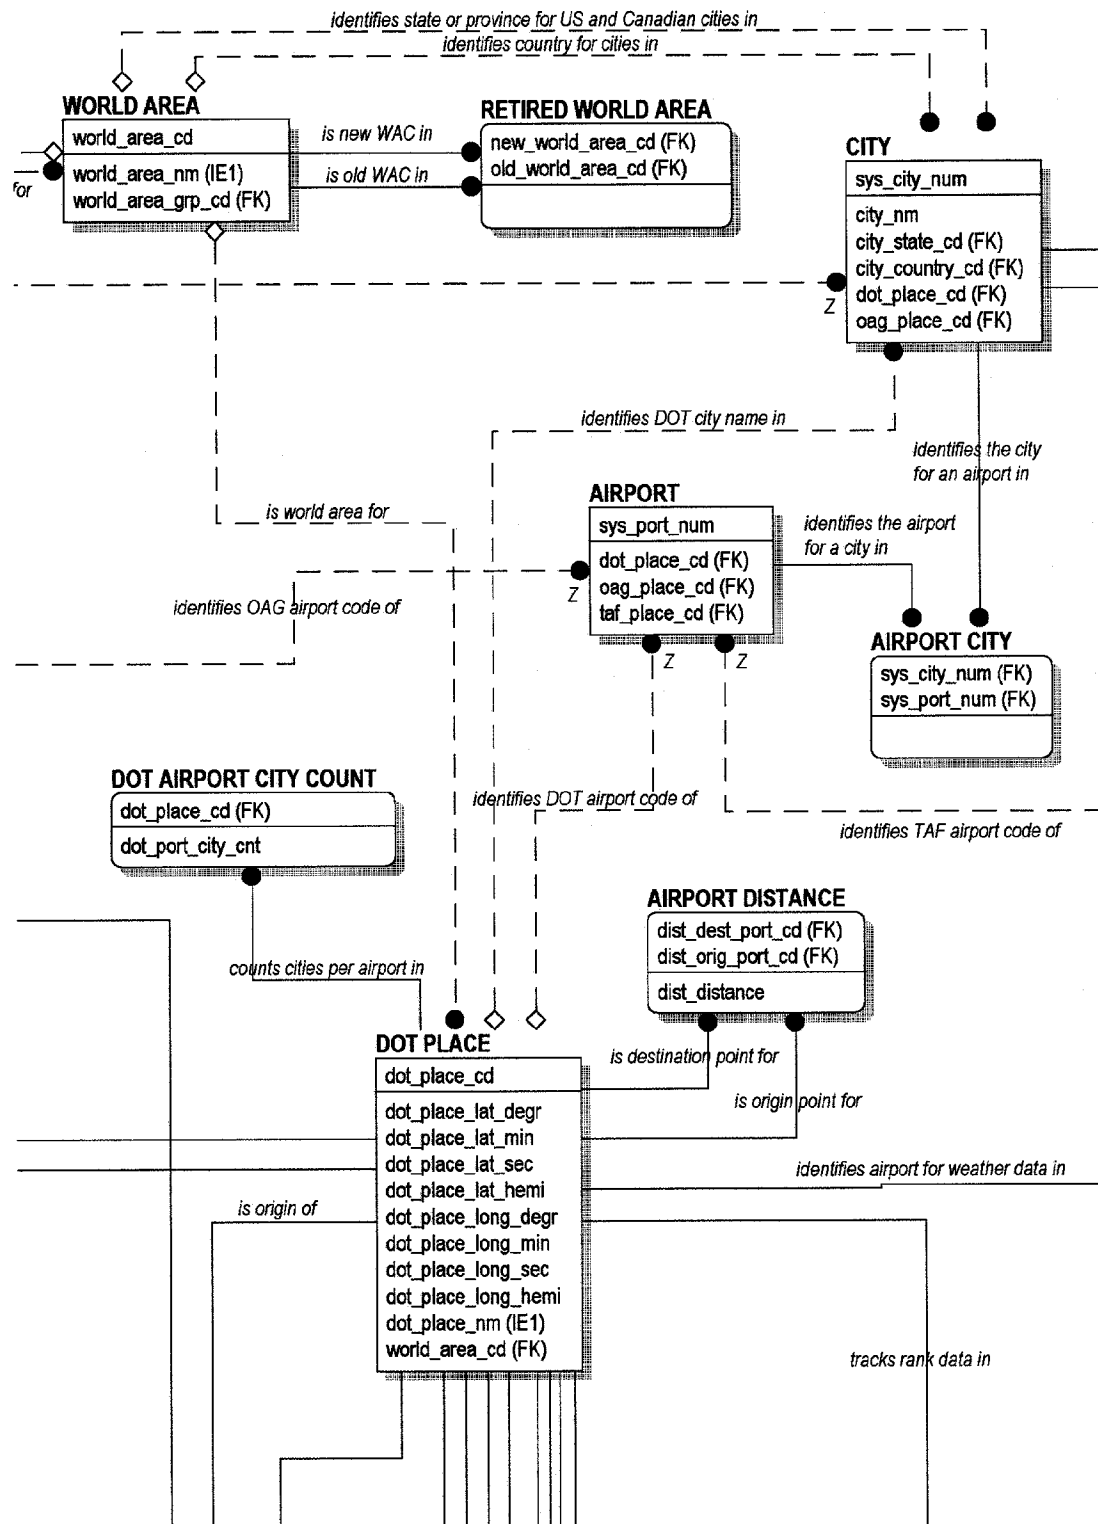 identifies state or province for US and Canadian cities in
identifies country for cities in
WORLD AREA
world_area_cd
world_area_nm (IE1)
world_area_grp_cd (FK)
for
is new WAC in
is old WAC in
RETIRED WORLD AREA
new_world_area_cd (FK)
old_world_area_cd (FK)
CITY
sys_city_num
city_nm
city_state_cd (FK)
city_country_cd (FK)
dot_place_cd (FK)
oag_place_cd (FK)
Z
identifies DOT city name in
identifies the city
for an airport in
is world area for
AIRPORT
sys_port_num
dot_place_cd (FK)
oag_place_cd (FK)
taf_place_cd (FK)
identifies the airport
for a city in
Z
identifies OAG airport code of
Z
Z
AIRPORT CITY
sys_city_num (FK)
sys_port_num (FK)
DOT AIRPORT CITY COUNT
dot_place_cd (FK)
dot_port_city_cnt
identifies DOT airport code of
identifies TAF airport code of
AIRPORT DISTANCE
dist_dest_port_cd (FK)
dist_orig_port_cd (FK)
dist_distance
counts cities per airport in
DOT PLACE
dot_place_cd
dot_place_lat_degr
dot_place_lat_min
dot_place_lat_sec
dot_place_lat_hemi
dot_place_long_degr
dot_place_long_min
dot_place_long_sec
dot_place_long_hemi
dot_place_nm (IE1)
world_area_cd (FK)
is destination point for
is origin point for
identifies airport for weather data in
is origin of
tracks rank data in